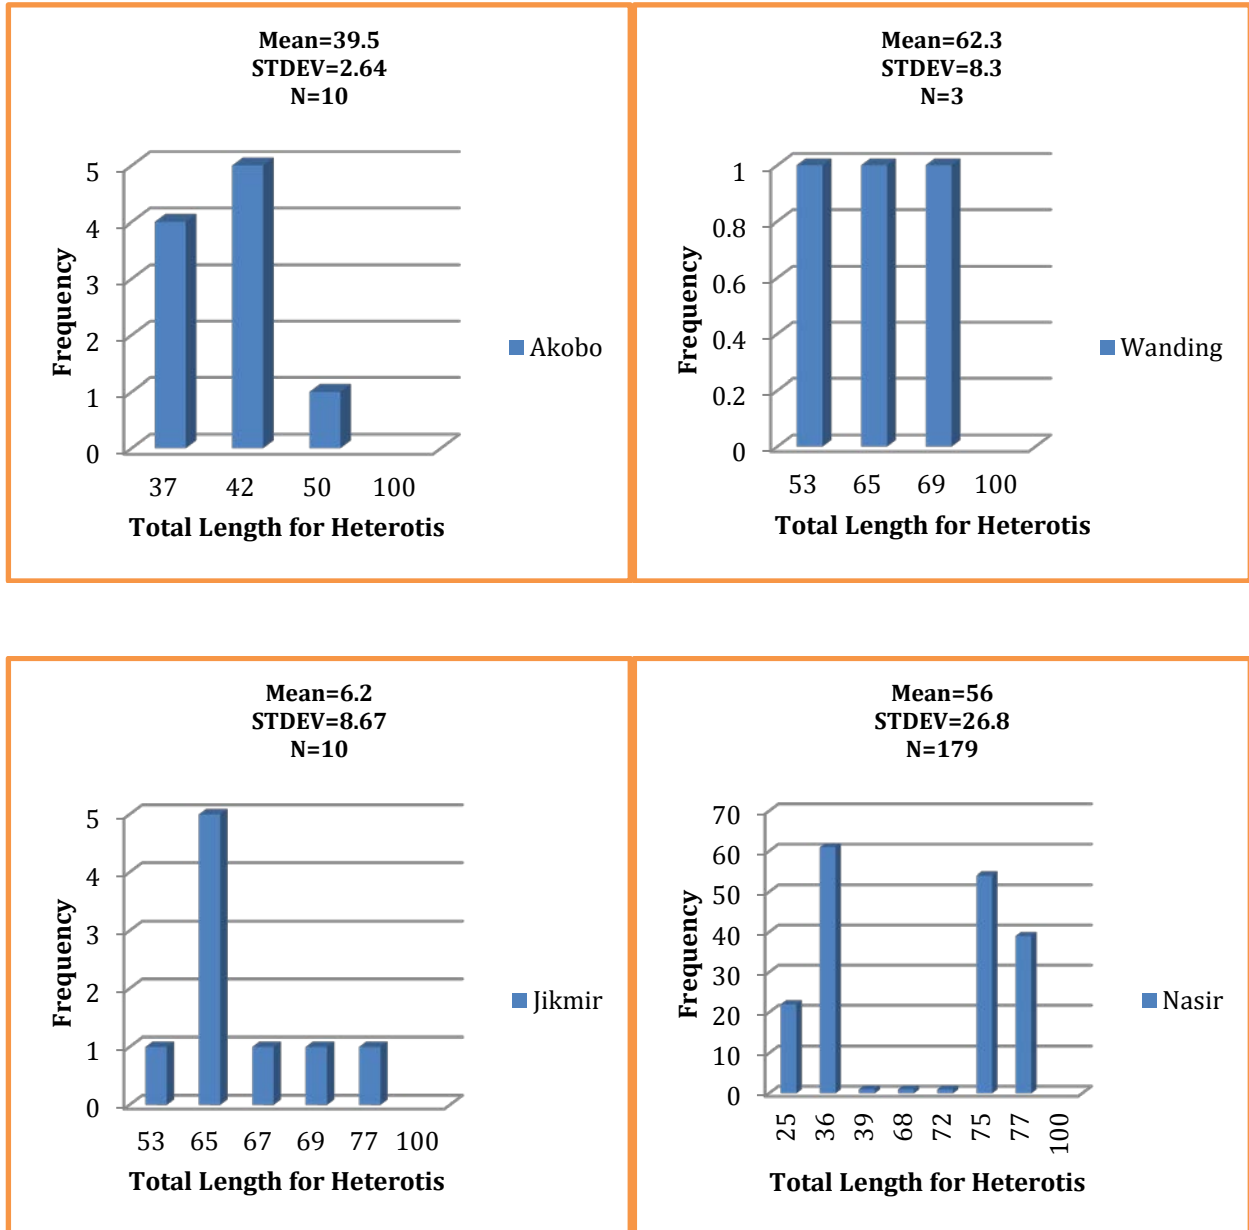 Mean=39.5
STDEV=2.64
N=10
5
4
3
2
1
0
Frequency
37 42 50 100
Total Length for Heterotis
Akobo
Mean=62.3
STDEV=8.3
N=3
1
0.8
0.6
0.4
0.2
0
Frequency
53 65 69 100
Total Length for Heterotis
Wanding
Mean=6.2
STDEV=8.67
N=10
5
4
3
2
1
0
Frequency
53 65 67 69 77 100
Total Length for Heterotis
Jikmir
Mean=56
STDEV=26.8
N=179
70
60
50
40
30
20
10
0
Frequency
25 36 39 68 72 75 77 100
Total Length for Heterotis
Nasir